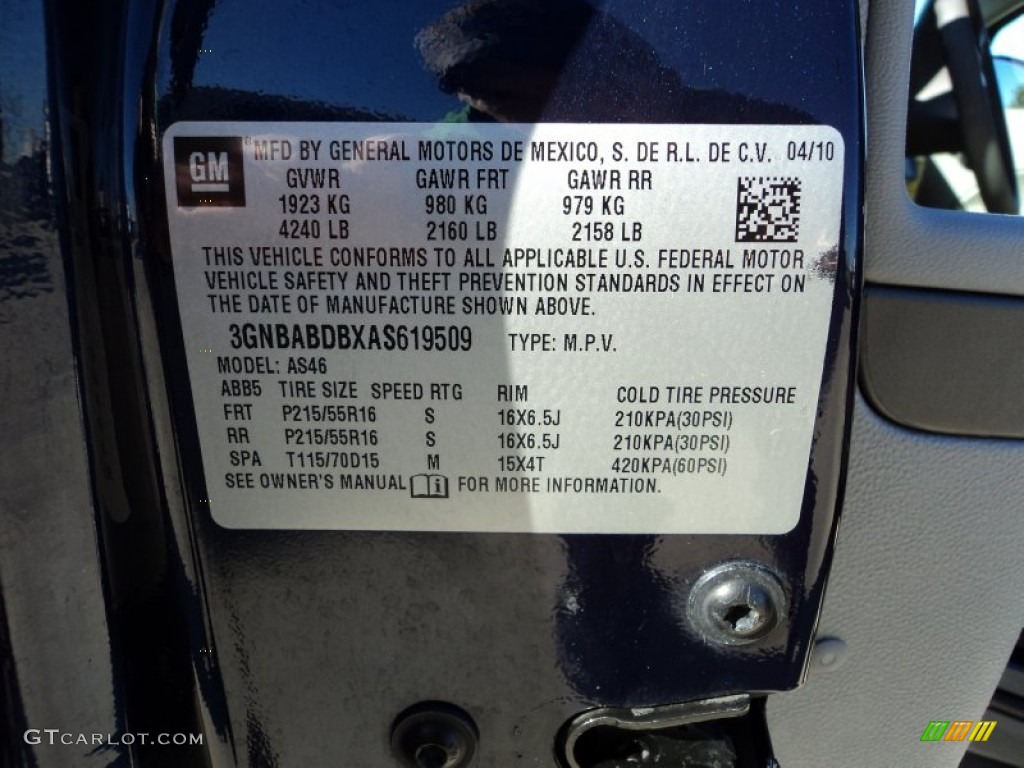 GM MFD BY GENERAL MOTORS DE MEXICO, S. DE R.L. DE C.V. 04/10
GVWR GAWR FRT GAWR RR
1923 KG 980 KG 979 KG
4240 LB 2160 LB 2158 LB
THIS VEHICLE CONFORMS TO ALL APPLICABLE U.S. FEDERAL MOTOR
VEHICLE SAFETY AND THEFT PREVENTION STANDARDS IN EFFECT ON
THE DATE OF MANUFACTURE SHOWN ABOVE.
3GNBABDBXAS619509 TYPE: M.P.V.
MODEL: AS46
ABB5 TIRE SIZE SPEED RTG RIM COLD TIRE PRESSURE
FRT P215/55R16 S 16X6.5J 210KPA(30PSI)
RR P215/55R16 S 16X6.5J 210KPA(30PSI)
SPA T115/70D15 M 15X4T 420KPA(60PSI)
SEE OWNER'S MANUAL FOR MORE INFORMATION.
GTCARLOT.COM